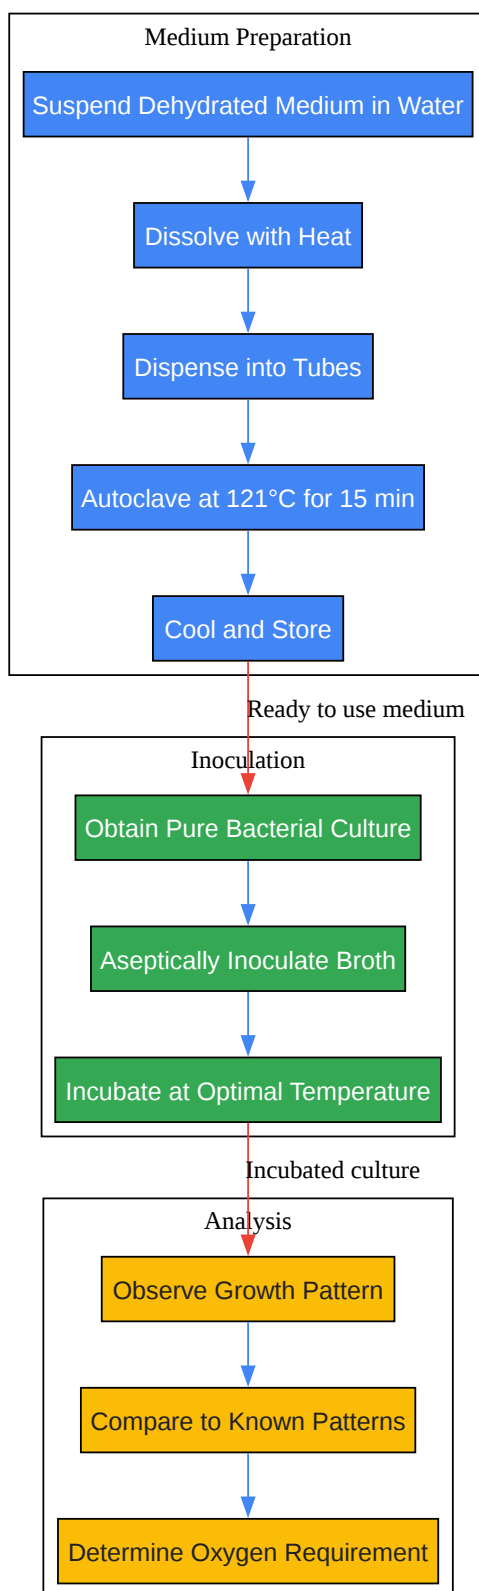 Medium Preparation
Suspend Dehydrated Medium in Water
Dissolve with Heat
Dispense into Tubes
Autoclave at 121°C for 15 min
Cool and Store
Ready to use medium
Inoculation
Obtain Pure Bacterial Culture
Aseptically Inoculate Broth
Incubate at Optimal Temperature
Incubated culture
Analysis
Observe Growth Pattern
Compare to Known Patterns
Determine Oxygen Requirement